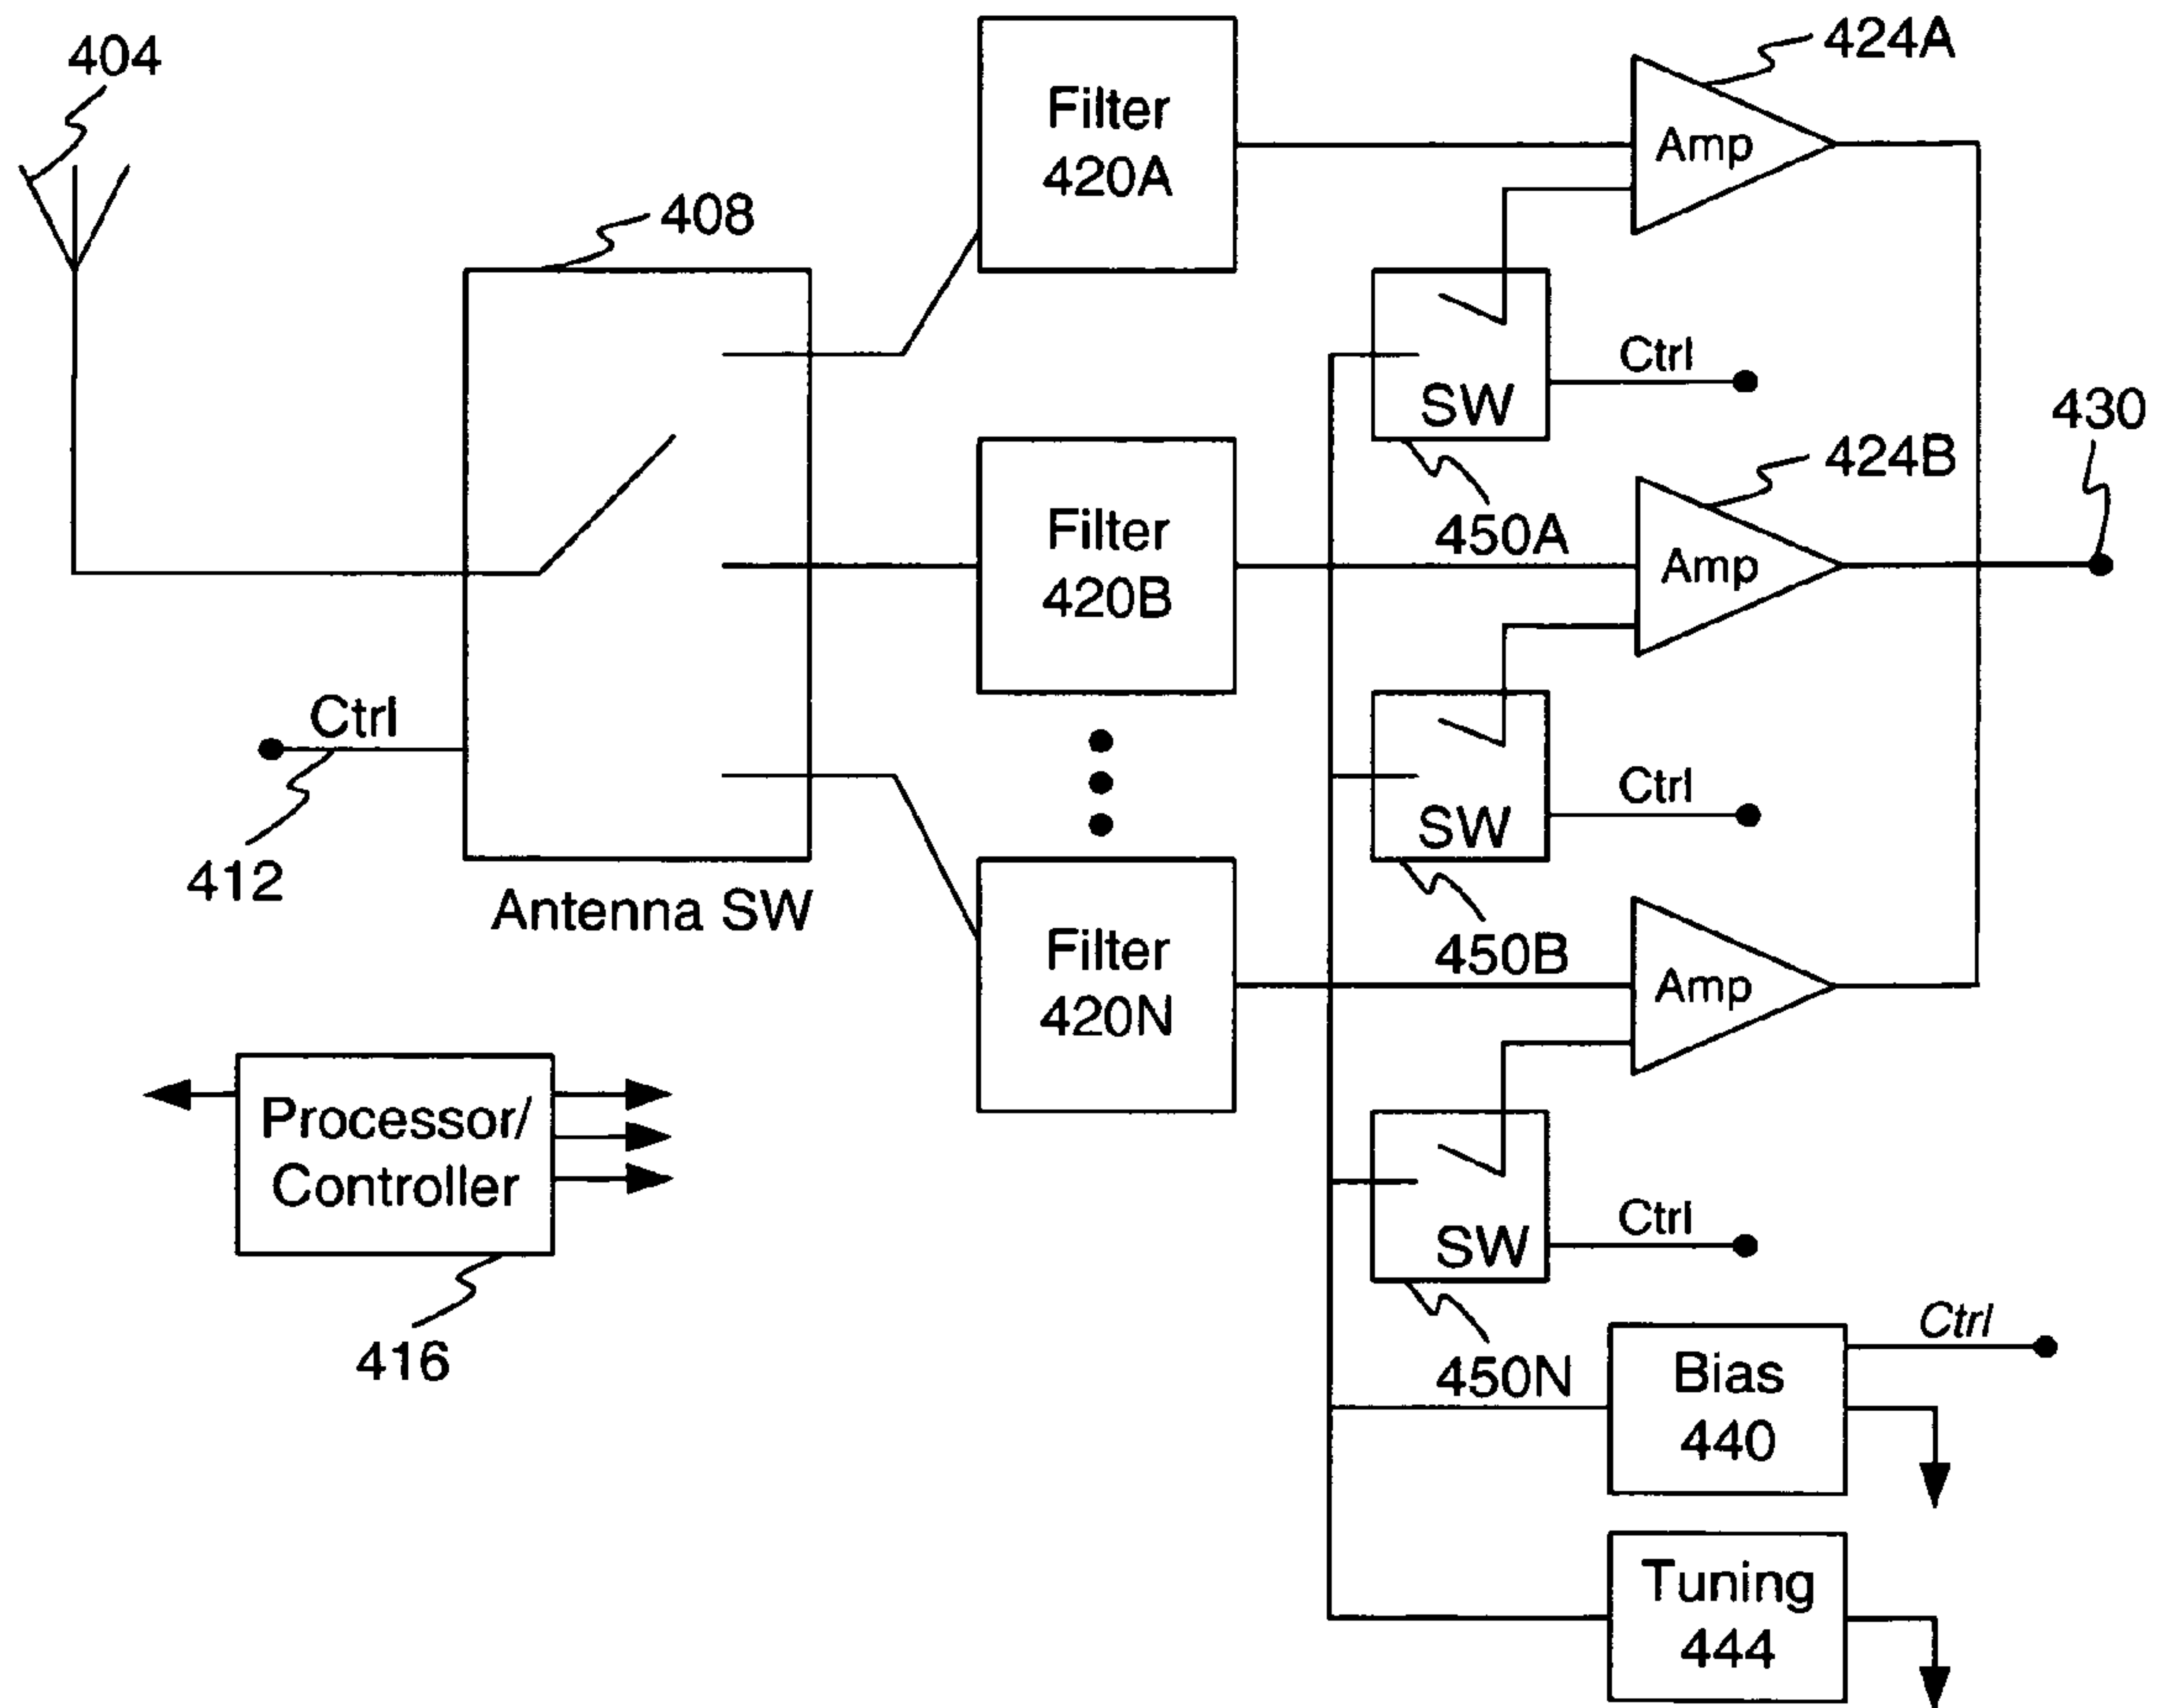 404
408
Ctrl
412
Antenna SW
Processor/
Controller
416
Filter
420A
Filter
420B
Filter
420N
Amp
424A
SW
Ctrl
450A
Amp
424B
430
SW
Ctrl
450B
Amp
SW
Ctrl
450N
Ctrl
Bias
440
Tuning
444